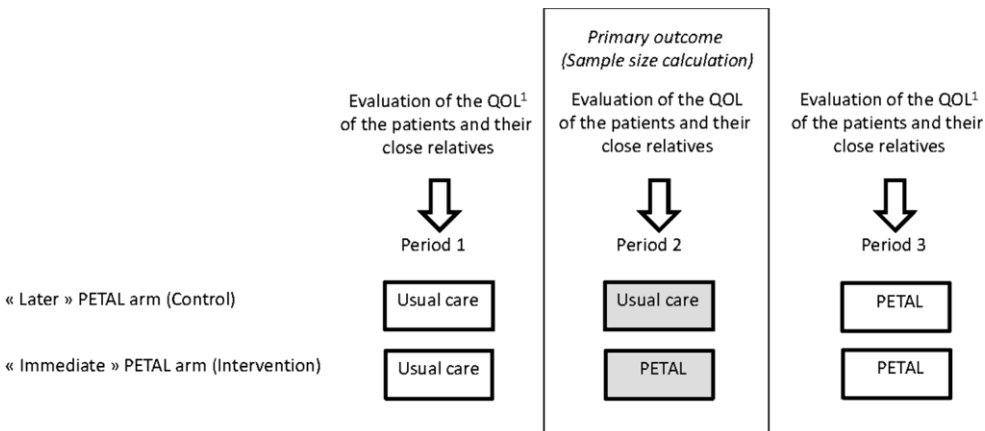 Primary outcome
(Sample size calculation)
Evaluation of the QOL¹
of the patients and their
close relatives
Evaluation of the QOL
of the patients and their
close relatives
Evaluation of the QOL¹
of the patients and their
close relatives
Period 1
Period 2
Period 3
« Later » PETAL arm (Control)
Usual care
Usual care
PETAL
« Immediate » PETAL arm (Intervention)
Usual care
PETAL
PETAL